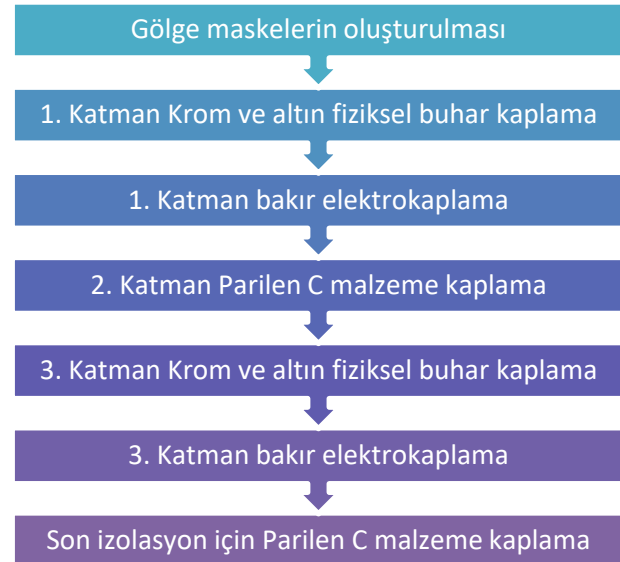 Gölge maskelerin oluşturulması
1. Katman Krom ve altın fiziksel buhar kaplama
1. Katman bakır elektrokaplama
2. Katman Parilen C malzeme kaplama
3. Katman Krom ve altın fiziksel buhar kaplama
3. Katman bakır elektrokaplama
Son izolasyon için Parilen C malzeme kaplama